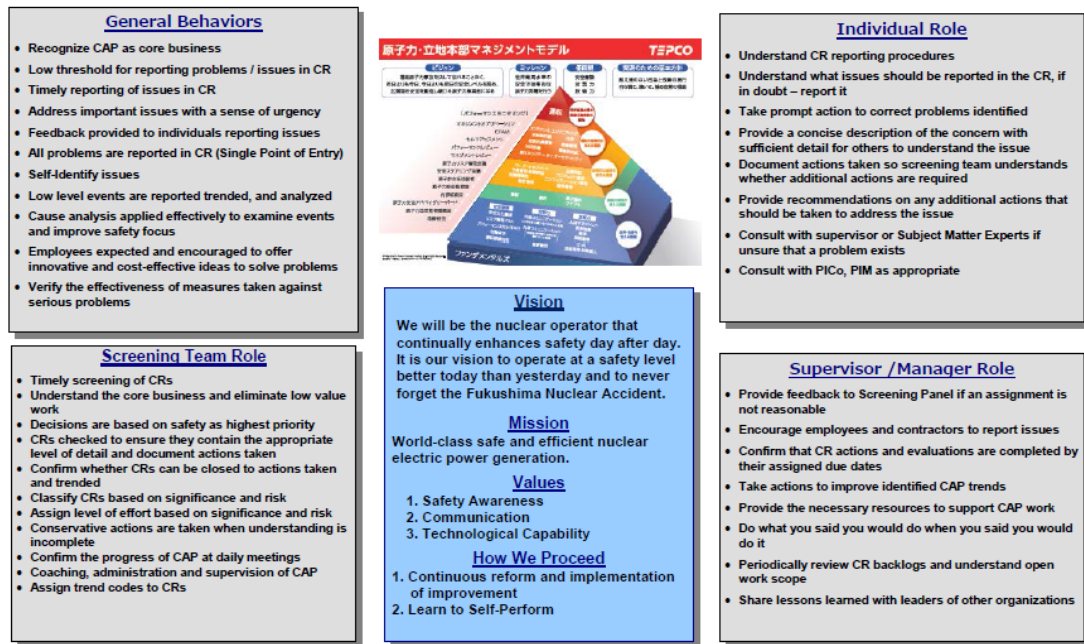 General Behaviors
• Recognize CAP as core business
• Low threshold for reporting problems / issues in CR
• Timely reporting of issues in CR
• Address important issues with a sense of urgency
• Feedback provided to individuals reporting issues
• All problems are reported in CR (Single Point of Entry)
• Self-Identify issues
• Low level events are reported trended, and analyzed
• Cause analysis applied effectively to examine events
and improve safety focus
• Employees expected and encouraged to offer
innovative and cost-effective ideas to solve problems
• Verify the effectiveness of measures taken against
serious problems
Screening Team Role
• Timely screening of CRs
• Understand the core business and eliminate low value
work
• Decisions are based on safety as highest priority
• CRs checked to ensure they contain the appropriate
level of detail and document actions taken
• Confirm whether CRs can be closed to actions taken
and trended
• Classify CRs based on significance and risk
• Assign level of effort based on significance and risk
• Conservative actions are taken when understanding is
incomplete
• Confirm the progress of CAP at daily meetings
• Coaching, administration and supervision of CAP
• Assign trend codes to CRs
原子力・立地本部マネジメントモデル TEPCO
ファンダメンタルズ
Vision
We will be the nuclear operator that
continually enhances safety day after day.
It is our vision to operate at a safety level
better today than yesterday and to never
forget the Fukushima Nuclear Accident.
Mission
World-class safe and efficient nuclear
electric power generation.
Values
1. Safety Awareness
2. Communication
3. Technological Capability
How We Proceed
1. Continuous reform and implementation
of improvement
2. Learn to Self-Perform
Individual Role
• Understand CR reporting procedures
• Understand what issues should be reported in the CR, if
in doubt – report it
• Take prompt action to correct problems identified
• Provide a concise description of the concern with
sufficient detail for others to understand the issue
• Document actions taken so screening team understands
whether additional actions are required
• Provide recommendations on any additional actions that
should be taken to address the issue
• Consult with supervisor or Subject Matter Experts if
unsure that a problem exists
• Consult with PICo, PIM as appropriate
Supervisor /Manager Role
• Provide feedback to Screening Panel if an assignment is
not reasonable
• Encourage employees and contractors to report issues
• Confirm that CR actions and evaluations are completed by
their assigned due dates
• Take actions to improve identified CAP trends
• Provide the necessary resources to support CAP work
• Do what you said you would do when you said you would
do it
• Periodically review CR backlogs and understand open
work scope
• Share lessons learned with leaders of other organizations